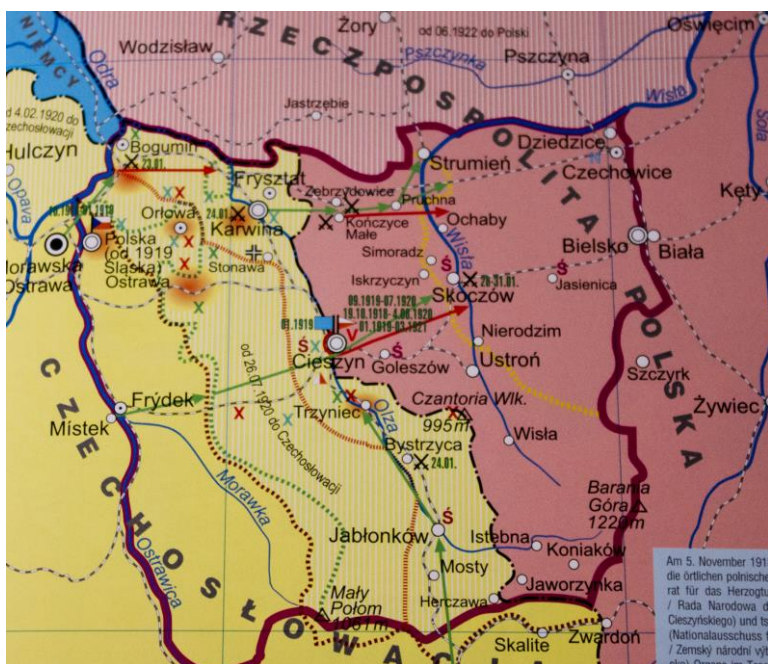 RZECZPOSPOLITA POLSKA
NIEMCY
CZECHOSŁOWACJA
od 06.1922 do Polski
Żory
Oświęcim
Wodzisław
Pszczynka
Pszczyna
Odra
Wisła
Jastrzębie
od 4.02.1920 do
Czechosłowacji
Bogumin
23.01.
Strumień
Dziedzice
Czechowice
Soła
Hulczyn
Frysztat
Zebrzydowice
Pruchna
Kęty
Opava
Orłowa
24.01.
Karwina
Kończyce
Małe
Ochaby
Wisła
Morawska
Ostrawa
Polska
(od 1919
Śląska)
Ostrawa
Stonawa
Simoradz
Iskrzyczyn
Ś
Skoczów
28-31.01.
Ś
Jasienica
Bielsko
Biała
09.1919-07.1920
19.10.1918- 4.08.1920
01.1919-03.1921
01.1919
V
Ś
Cieszyn
Ś
Goleszów
Nierodzim
Ustroń
Szczyrk
od 26.07.1920 do Czechosłowacji
Frýdek
Místek
Trzyniec
Olza
Czantoria Wlk.
995m
Żywiec
Bystrzyca
24.01.
Wisła
Morawka
Barania
Góra
1220m
Ostrawica
Ś
Jabłonków
Istebna
Koniaków
Mosty
Jaworzynka
Herczawa
Mały
Połom
1061m
Skalite
Zwardoń
Am 5. November 191
die örtlichen polnische
rat für das Herzogtu
/ Rada Narodowa d
Cieszyńskiego) und ts
(Nationalausschuss f
/ Zemský národní výb